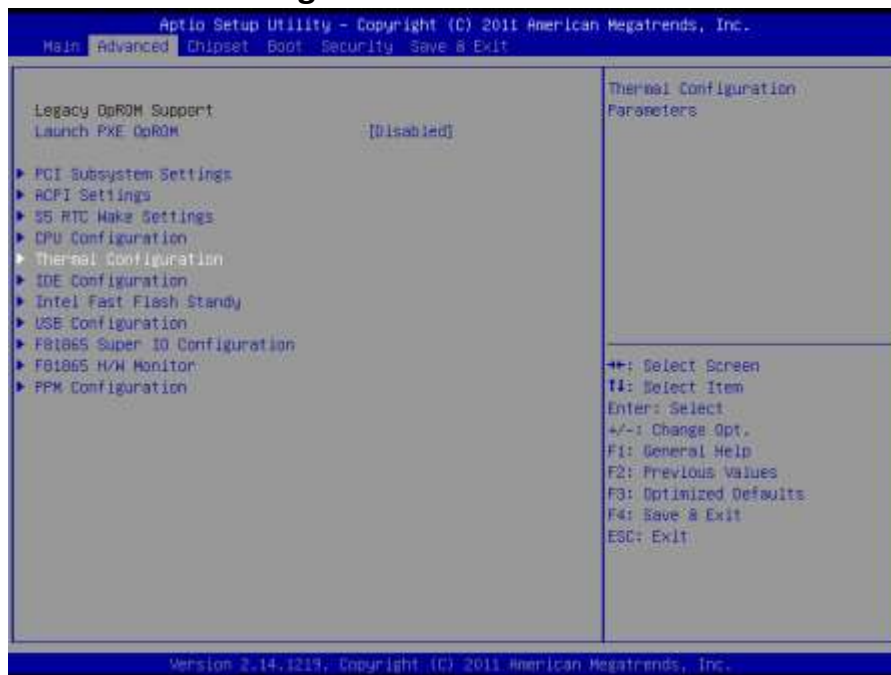 Aptio Setup Utility - Copyright (C) 2011 American Megatrends, Inc.
Main Advanced Chipset Boot Security Save & Exit
Legacy OpROM Support
Launch PXE OpROM [Disabled]
PCI Subsystem Settings
ACPI Settings
S5 RTC Wake Settings
CPU Configuration
Thermal Configuration
IDE Configuration
Intel Fast Flash Standy
USB Configuration
F81865 Super IO Configuration
F81865 H/W Monitor
PPM Configuration
Thermal Configuration
Parameters
→←: Select Screen
↑↓: Select Item
Enter: Select
+/-: Change Opt.
F1: General Help
F2: Previous Values
F3: Optimized Defaults
F4: Save & Exit
ESC: Exit
Version 2.14.1219. Copyright (C) 2011 American Megatrends, Inc.